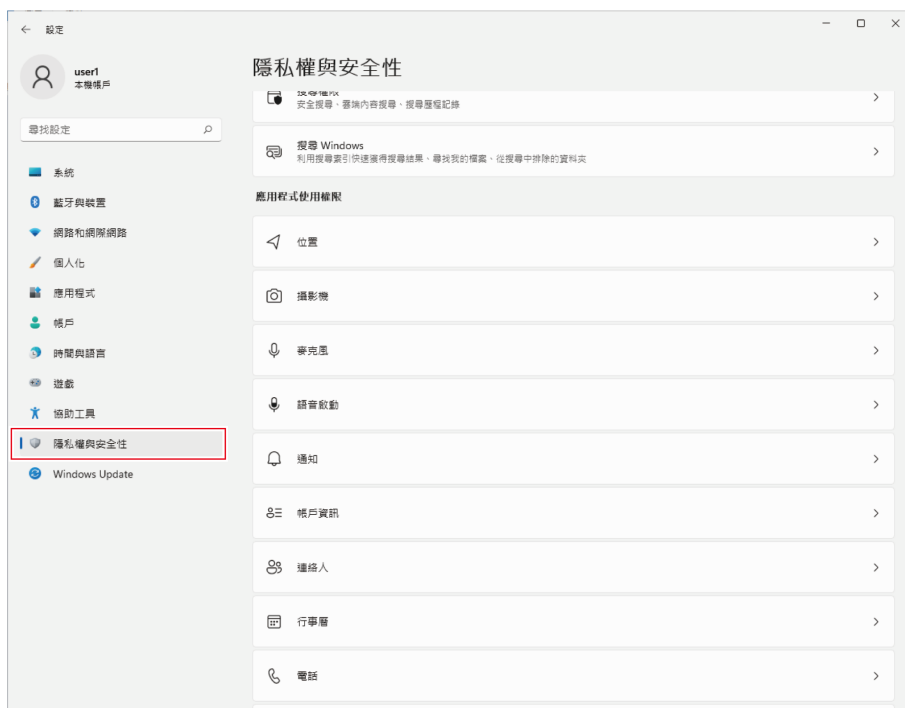 設定
user1
本機帳戶
尋找設定
系統
藍牙與裝置
網路和網際網路
個人化
應用程式
帳戶
時間與語言
遊戲
協助工具
隱私權與安全性
Windows Update
隱私權與安全性
搜尋權限
安全搜尋、雲端內容搜尋、搜尋歷程記錄
搜尋 Windows
利用搜尋索引快速獲得搜尋結果、尋找我的檔案、從搜尋中排除的資料夾
應用程式使用權限
位置
攝影機
麥克風
語音啟動
通知
帳戶資訊
連絡人
行事曆
電話